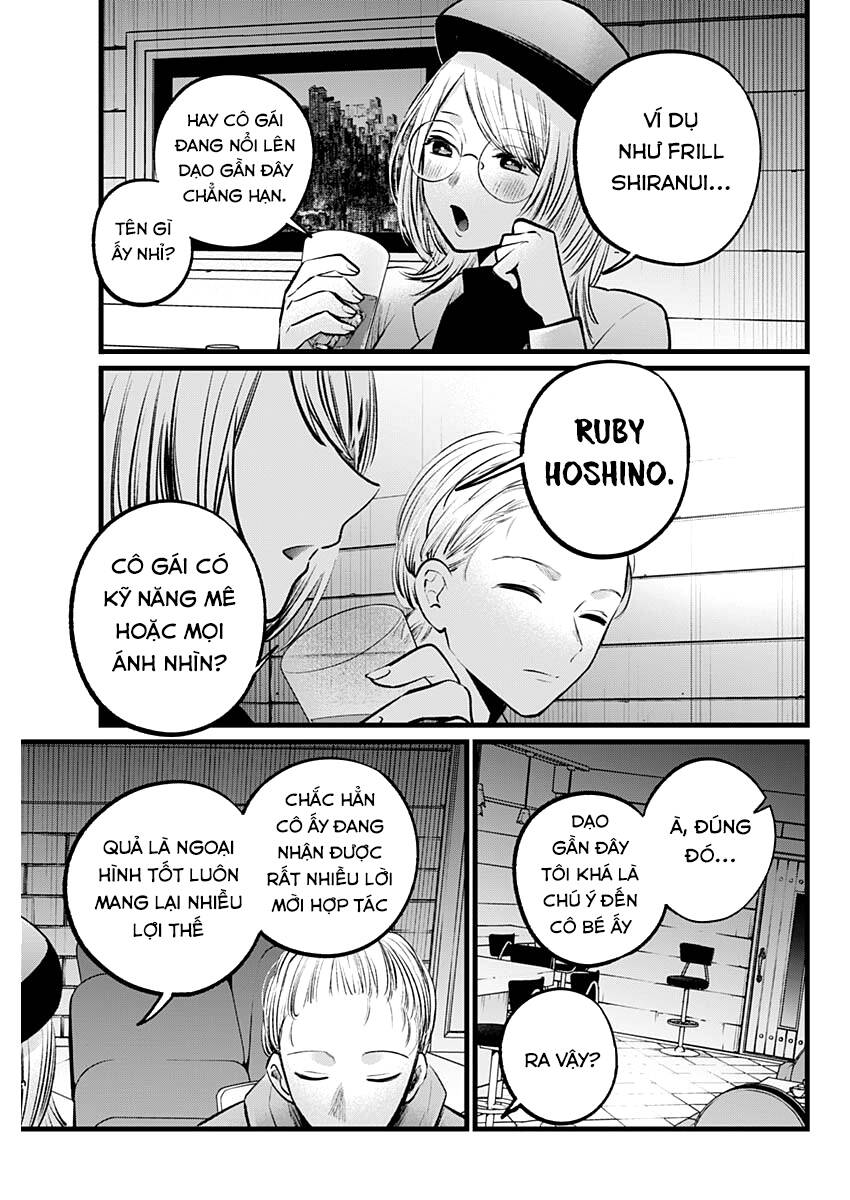 VÍ DỤ
NHƯ FRILL
SHIRANUI...
HAY CÔ GÁI
ĐANG NỔI LÊN
DẠO GẦN ĐÂY
CHẲNG HẠN.
TÊN GÌ
ẤY NHỈ?
RUBY
HOSHINO.
CÔ GÁI CÓ
KỸ NĂNG MÊ
HOẶC MỌI
ÁNH NHÌN?
À, ĐÚNG
ĐÓ...
DẠO
GẦN ĐÂY
TÔI KHÁ LÀ
CHÚ Ý ĐẾN
CÔ BÉ ẤY
RA VẬY?
CHẮC HẲN
CÔ ẤY ĐANG
NHẬN ĐƯỢC
RẤT NHIỀU LỜI
MỜI HỢP TÁC
QUẢ LÀ NGOẠI
HÌNH TỐT LUÔN
MANG LẠI NHIỀU
LỢI THẾ